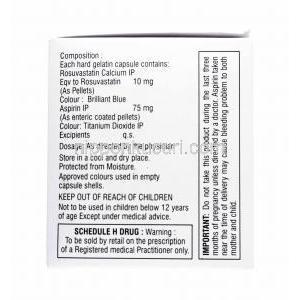 Composition :
Each hard gelatin capsule contains:
Rosuvastatin Calcium IP
Eqv to Rosuvastatin 10 mg
(As Pellets)
Colour : Brilliant Blue
Aspirin IP 75 mg
(As enteric coated pellets)
Colour: Titanium Dioxide IP
Excipients q.s.
Dosage: As directed by the physician
Store in a cool and dry place.
Protected from Moisture.
Approved colours used in empty
capsule shells.
KEEP OUT OF REACH OF CHILDREN
Not to be used in children below 12 years
of age Except under medical advice.
SCHEDULE H DRUG : Warning :
To be sold by retail on the prescription
of a Registered medical Practitioner only.
IMPORTANT: Do not take this product during the last three
months of pregnancy unless directed by a doctor. Aspirin taken
near the time of delivery may cause bleeding problem to both
mother and child.